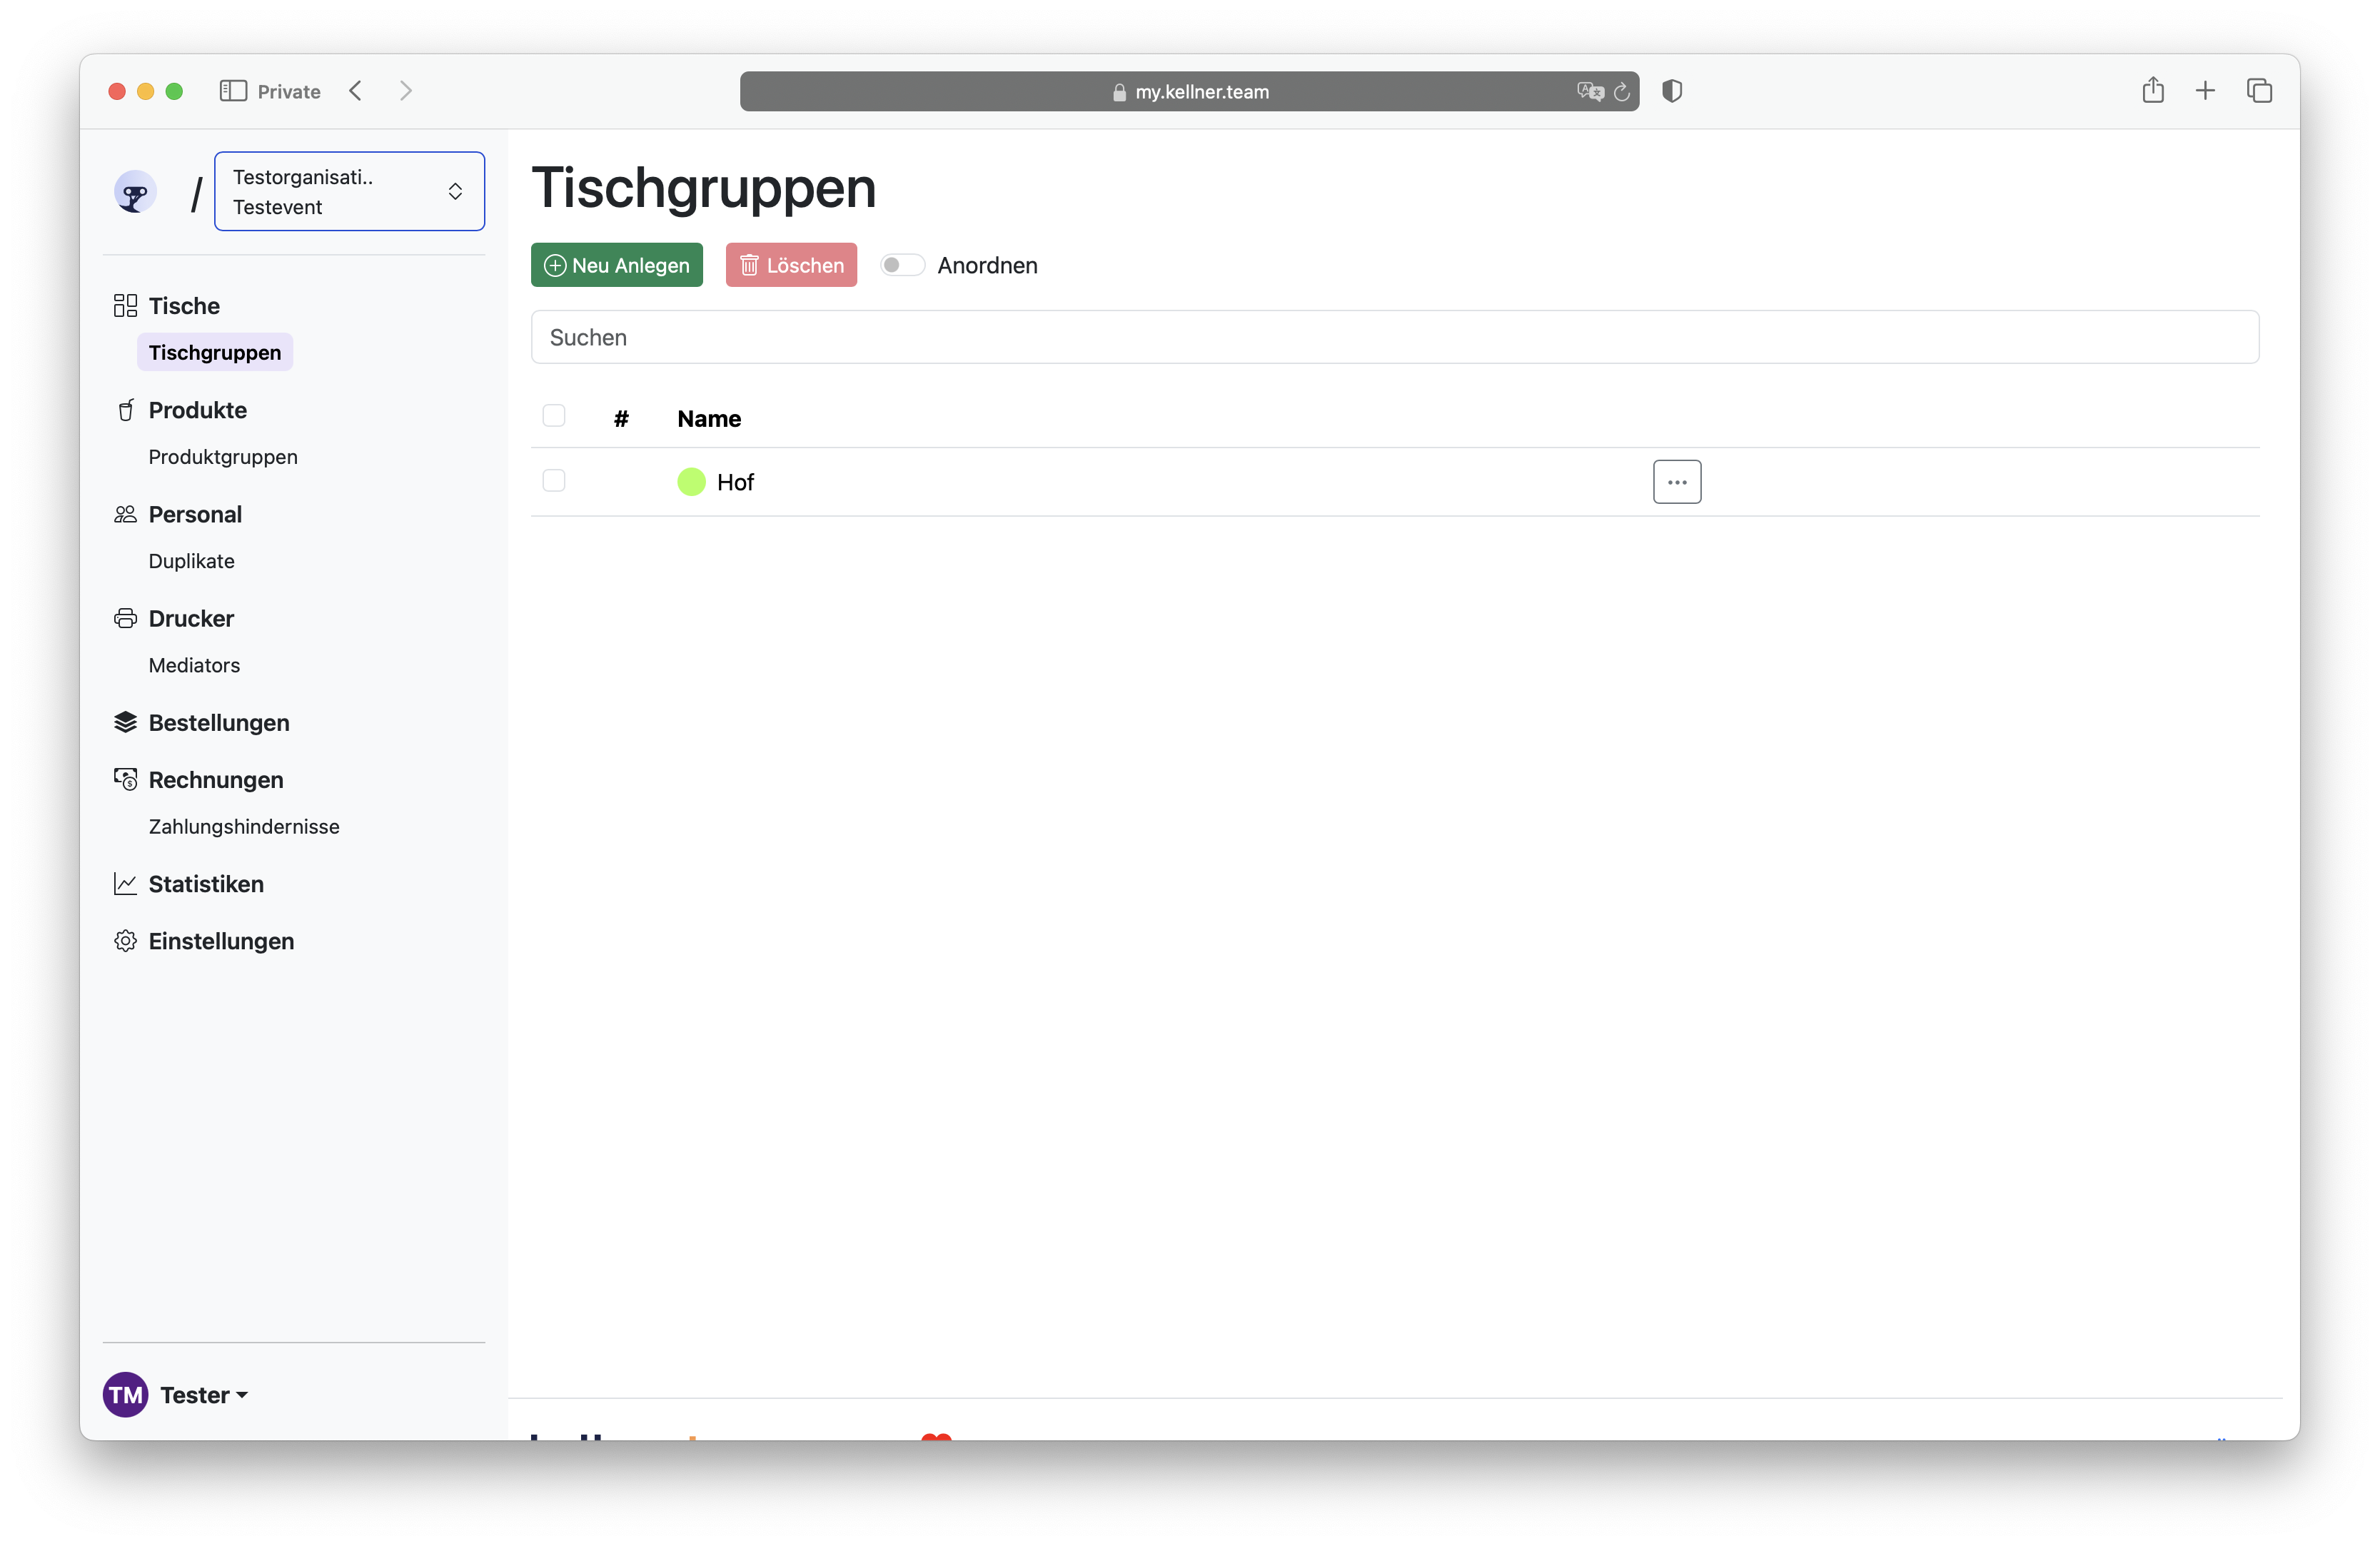 Private
my.kellner.team
/
Testorganisati..
Testevent
Tische
Tischgruppen
Produkte
Produktgruppen
Personal
Duplikate
Drucker
Mediators
Bestellungen
Rechnungen
Zahlungshindernisse
Statistiken
Einstellungen
TM Tester
Tischgruppen
Neu Anlegen Löschen Anordnen
Suchen
# Name
Hof